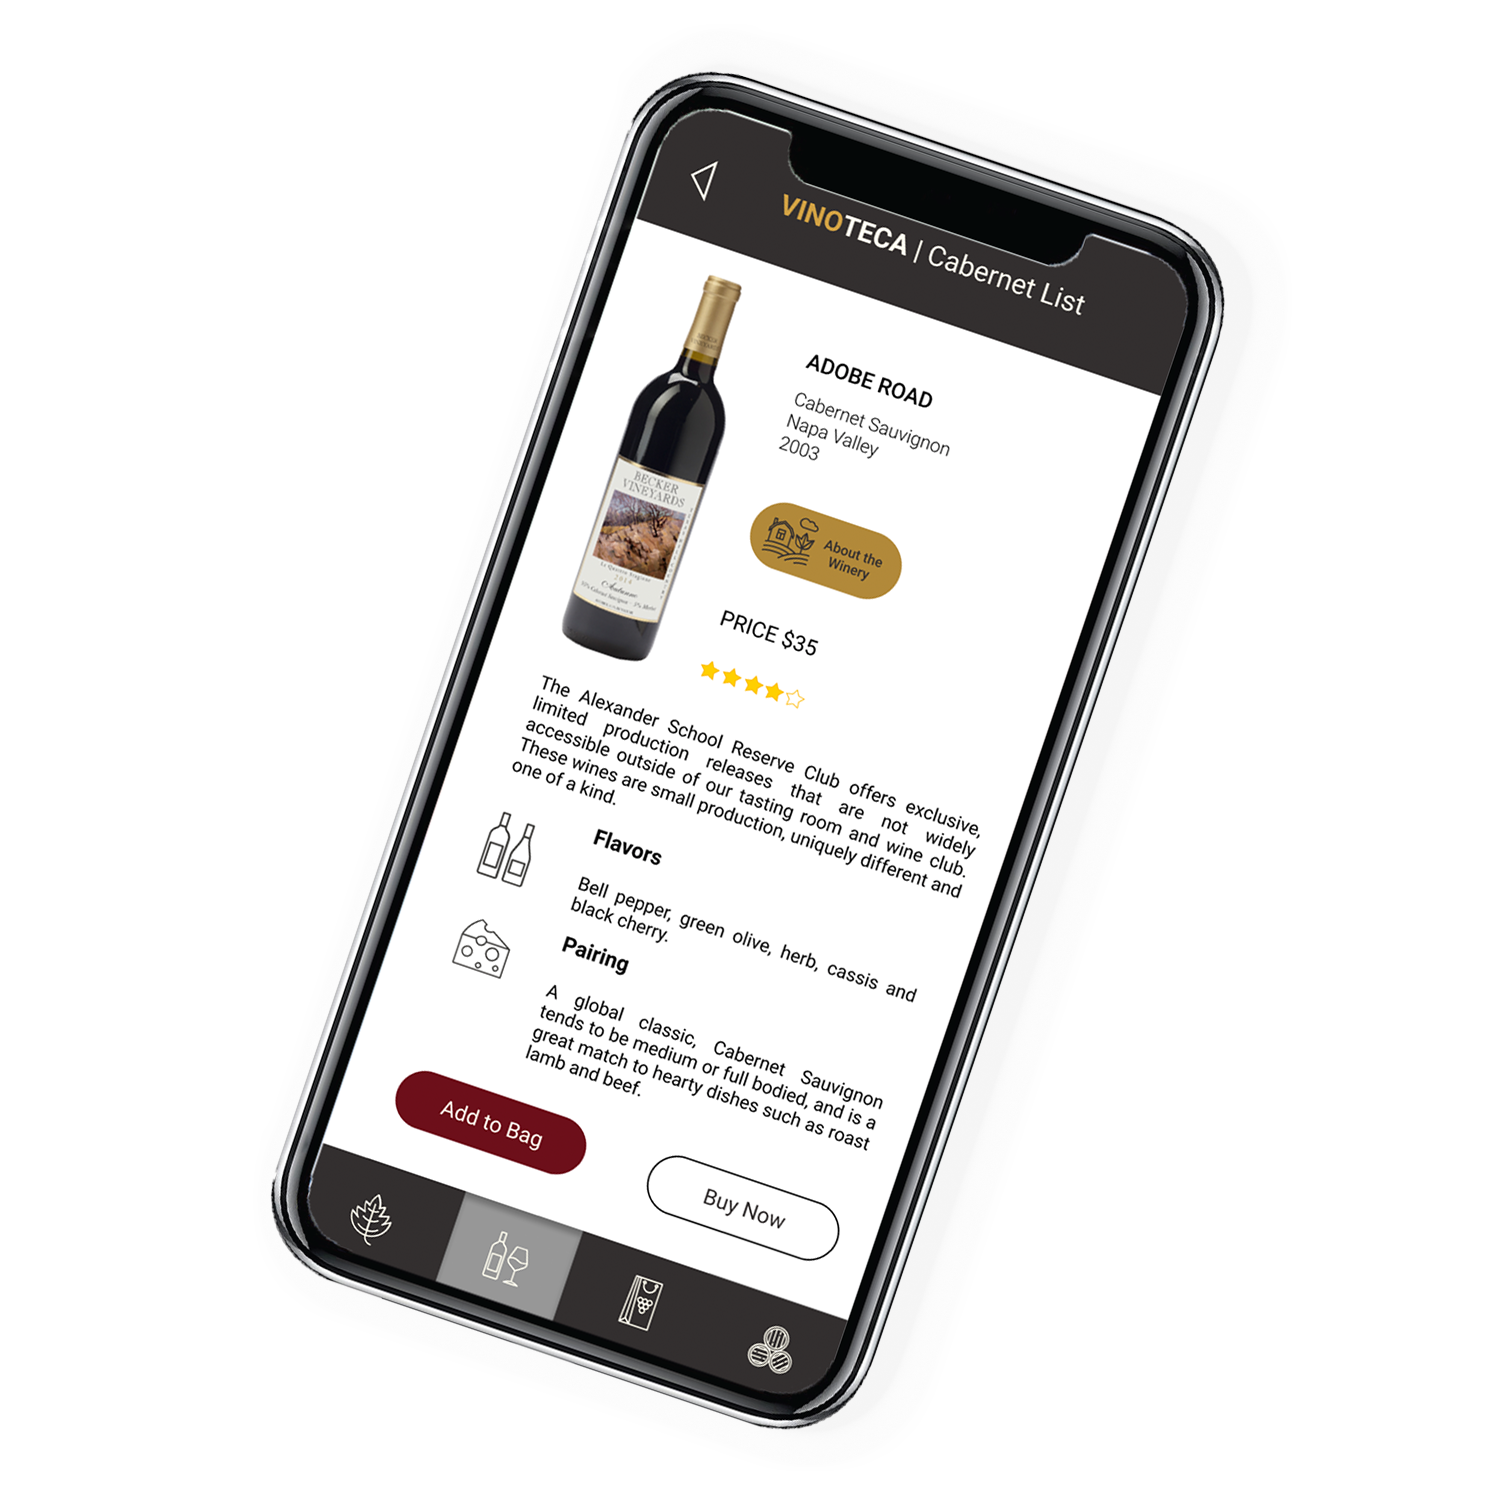 VINOTECA | Cabernet List
BECKER
VINEYARDS
BECKER
VINEYARDS
2014
Autumn
ADOBE ROAD
Cabernet Sauvignon
Napa Valley
2003
About the
Winery
PRICE $35
The Alexander School Reserve Club offers exclusive,
limited production releases that are not widely
accessible outside of our tasting room and wine club.
These wines are small production, uniquely different and
one of a kind.
Flavors
Bell pepper, green olive, herb, cassis and
black cherry.
Pairing
A global classic, Cabernet Sauvignon
tends to be medium or full bodied, and is a
great match to hearty dishes such as roast
lamb and beef.
Add to Bag
Buy Now